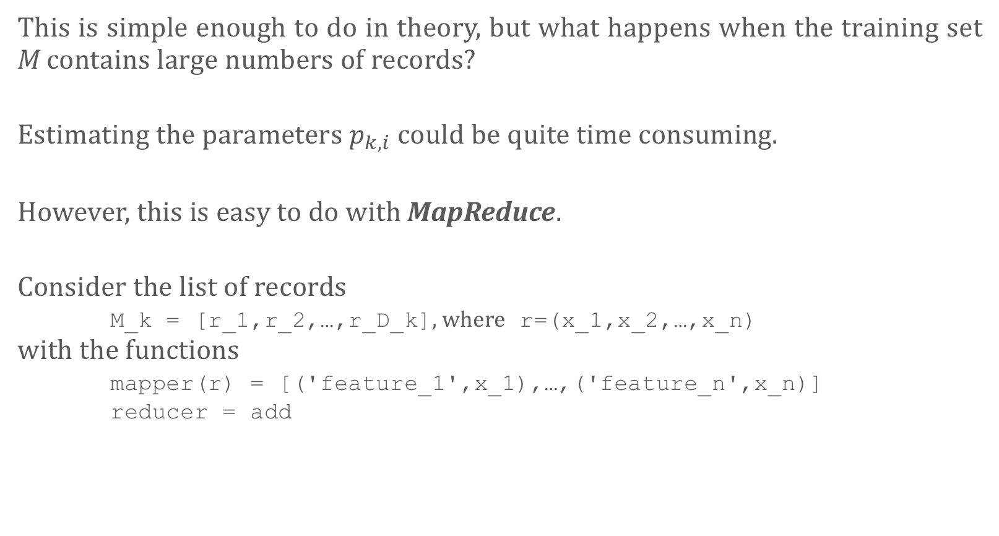 This is simple enough to do in theory, but what happens when the training set
M contains large numbers of records?
Estimating the parameters p_{k,i} could be quite time consuming.
However, this is easy to do with MapReduce.
Consider the list of records
M_k = [r_1,r_2,…,r_D_k], where r=(x_1,x_2,…,x_n)
with the functions
mapper(r) = [('feature_1',x_1),…,('feature_n',x_n)]
reducer = add